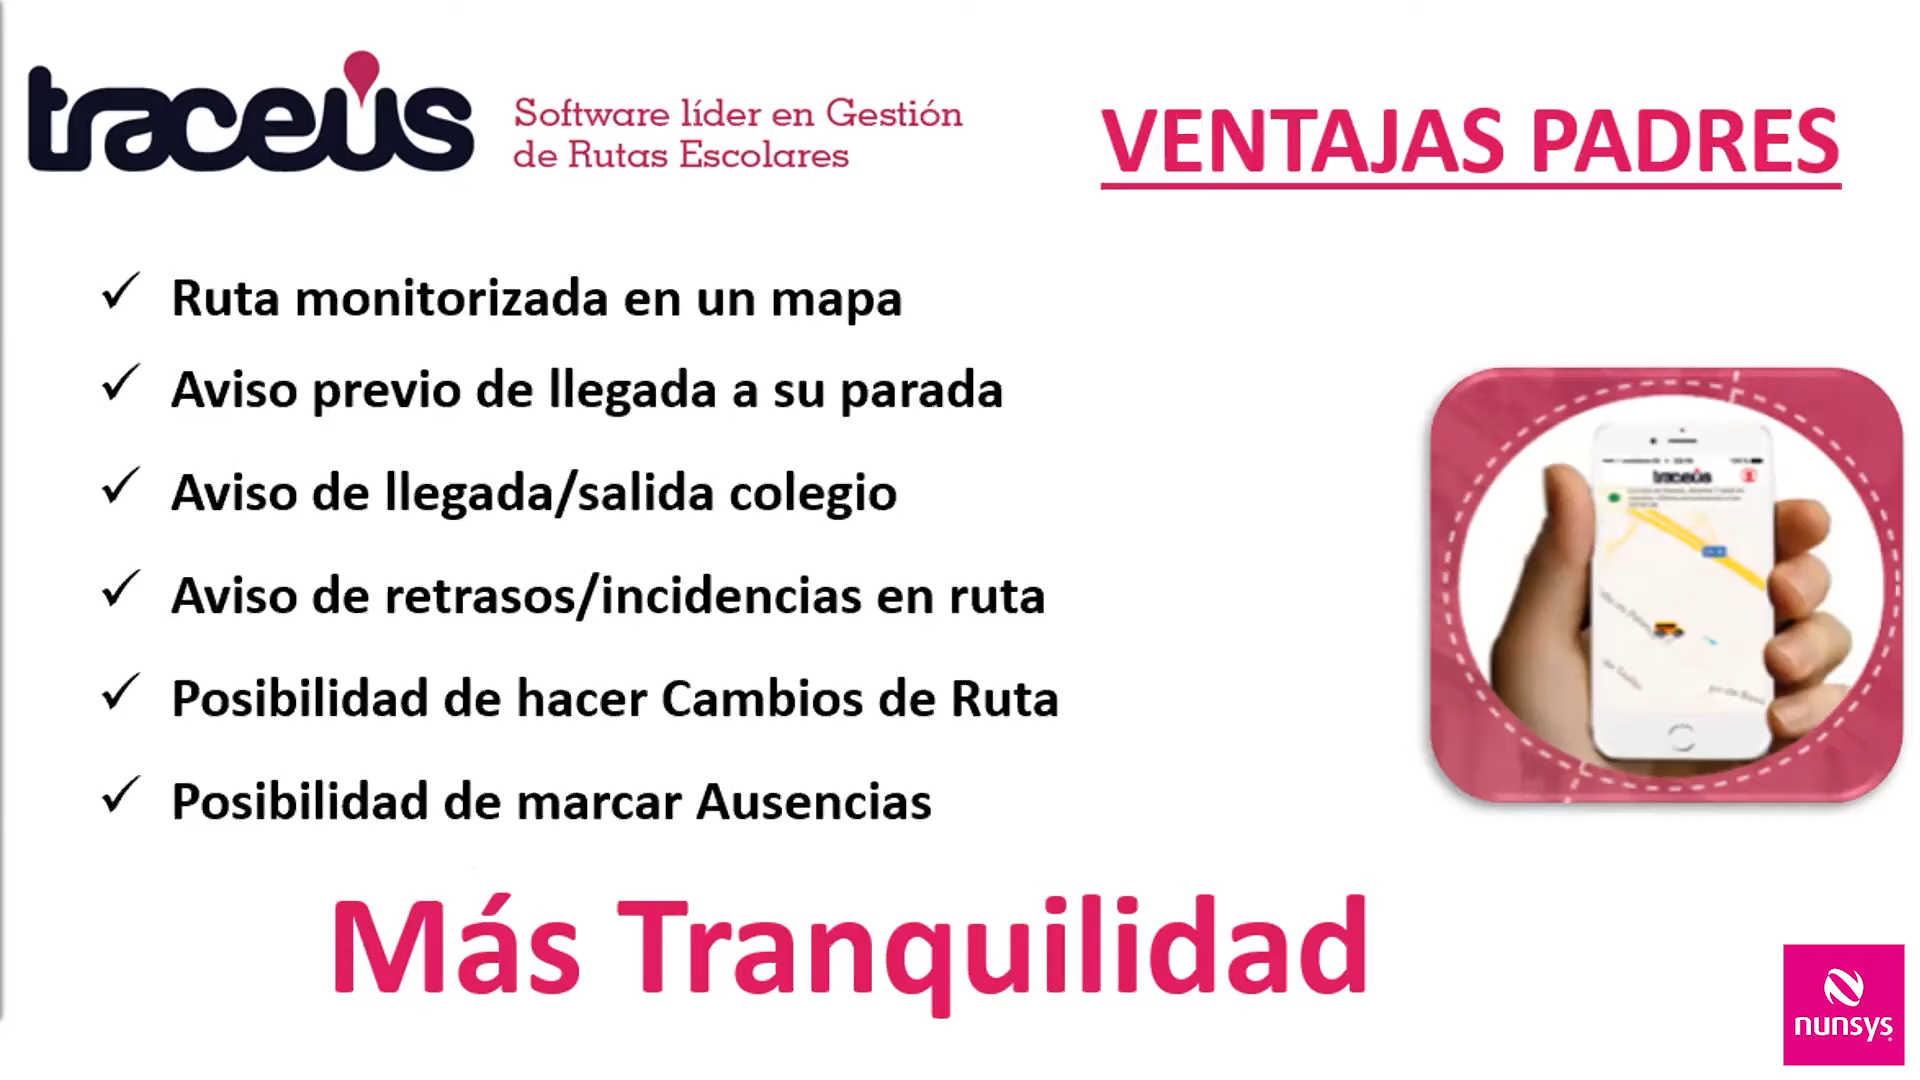 traceus
Software líder en Gestión
de Rutas Escolares
VENTAJAS PADRES
Ruta monitorizada en un mapa
Aviso previo de llegada a su parada
Aviso de llegada/salida colegio
Aviso de retrasos/incidencias en ruta
Posibilidad de hacer Cambios de Ruta
Posibilidad de marcar Ausencias
traceus
Más Tranquilidad
nunsys